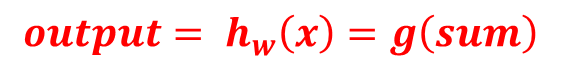 output = h_w(x) = g(sum)